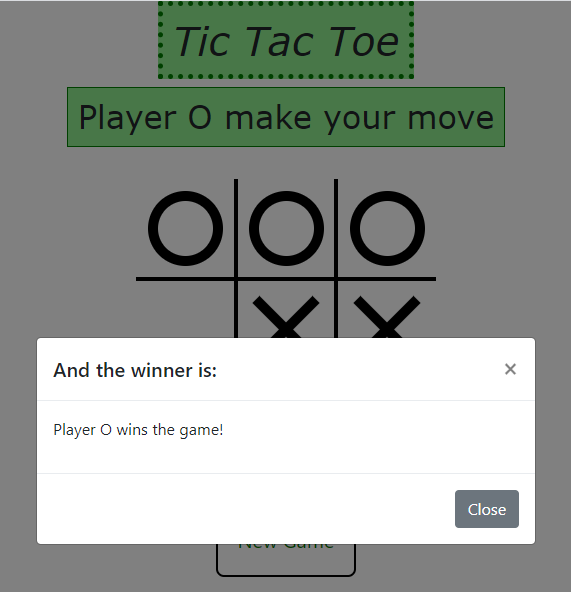 Tic Tac Toe
Player O make your move
And the winner is:
×
Player O wins the game!
Close
New Game